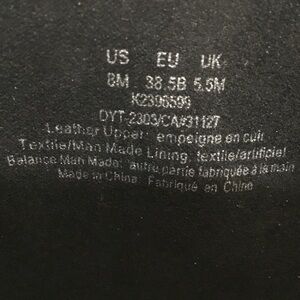 US EU UK
8M 38.5B 5.5M
K2396599
DYT-2303/CA#31127
Leather Upper: empeigne en cuir
Textile/Man Made Lining: textile/artificiel
Balance Man Made: autre partie fabriquée à la main
Made in China: Fabriqué en Chine